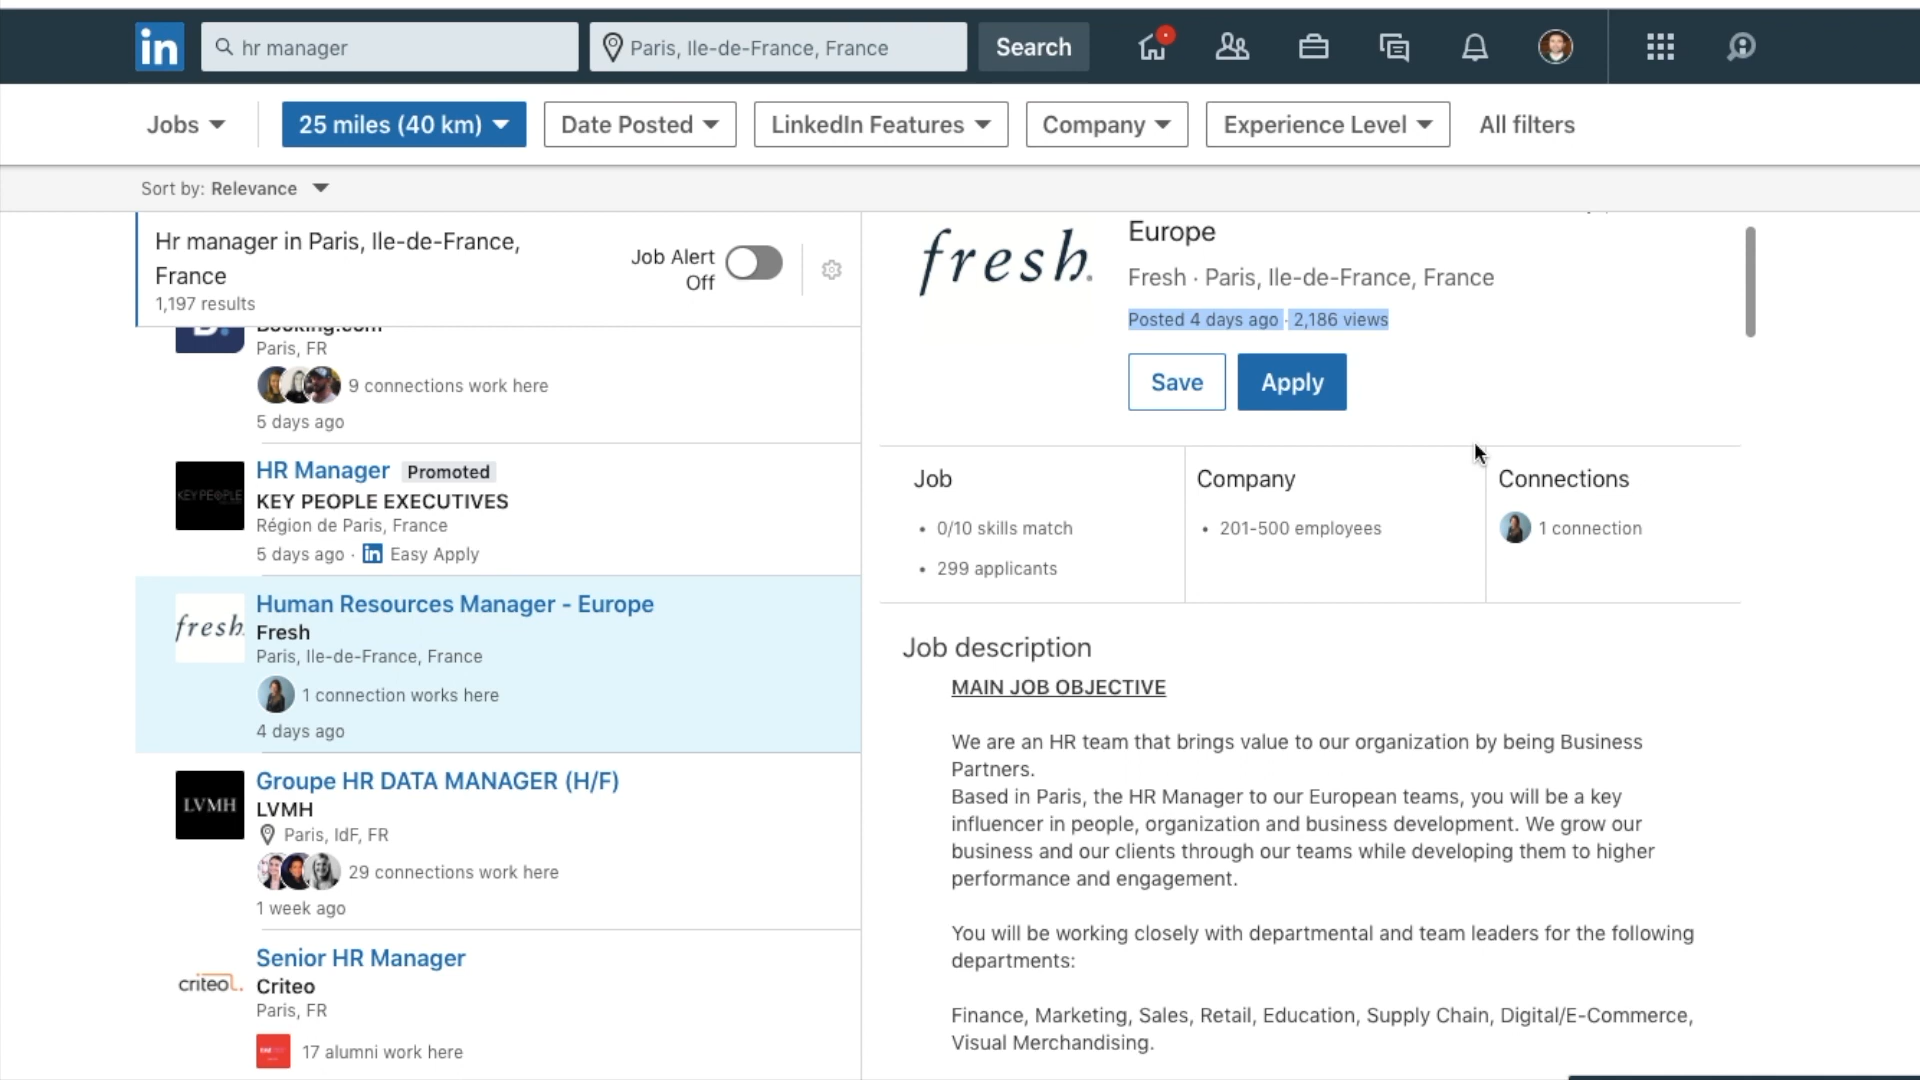 in
hr manager
Paris, Ile-de-France, France
Search
Jobs
25 miles (40 km)
Date Posted
LinkedIn Features
Company
Experience Level
All filters
Sort by: Relevance
Hr manager in Paris, Ile-de-France,
France
1,197 results
Job Alert
Off
Booking.com
Paris, FR
9 connections work here
5 days ago
KEY PEOPLE
HR Manager Promoted
KEY PEOPLE EXECUTIVES
Région de Paris, France
5 days ago · in Easy Apply
fresh
Human Resources Manager - Europe
Fresh
Paris, Ile-de-France, France
1 connection works here
4 days ago
LVMH
Groupe HR DATA MANAGER (H/F)
LVMH
Paris, IdF, FR
29 connections work here
1 week ago
criteo.
Senior HR Manager
Criteo
Paris, FR
17 alumni work here
fresh.
Europe
Fresh · Paris, Ile-de-France, France
Posted 4 days ago · 2,186 views
Save
Apply
Job
• 0/10 skills match
• 299 applicants
Company
• 201-500 employees
Connections
1 connection
Job description
MAIN JOB OBJECTIVE
We are an HR team that brings value to our organization by being Business
Partners.
Based in Paris, the HR Manager to our European teams, you will be a key
influencer in people, organization and business development. We grow our
business and our clients through our teams while developing them to higher
performance and engagement.
You will be working closely with departmental and team leaders for the following
departments:
Finance, Marketing, Sales, Retail, Education, Supply Chain, Digital/E-Commerce,
Visual Merchandising.